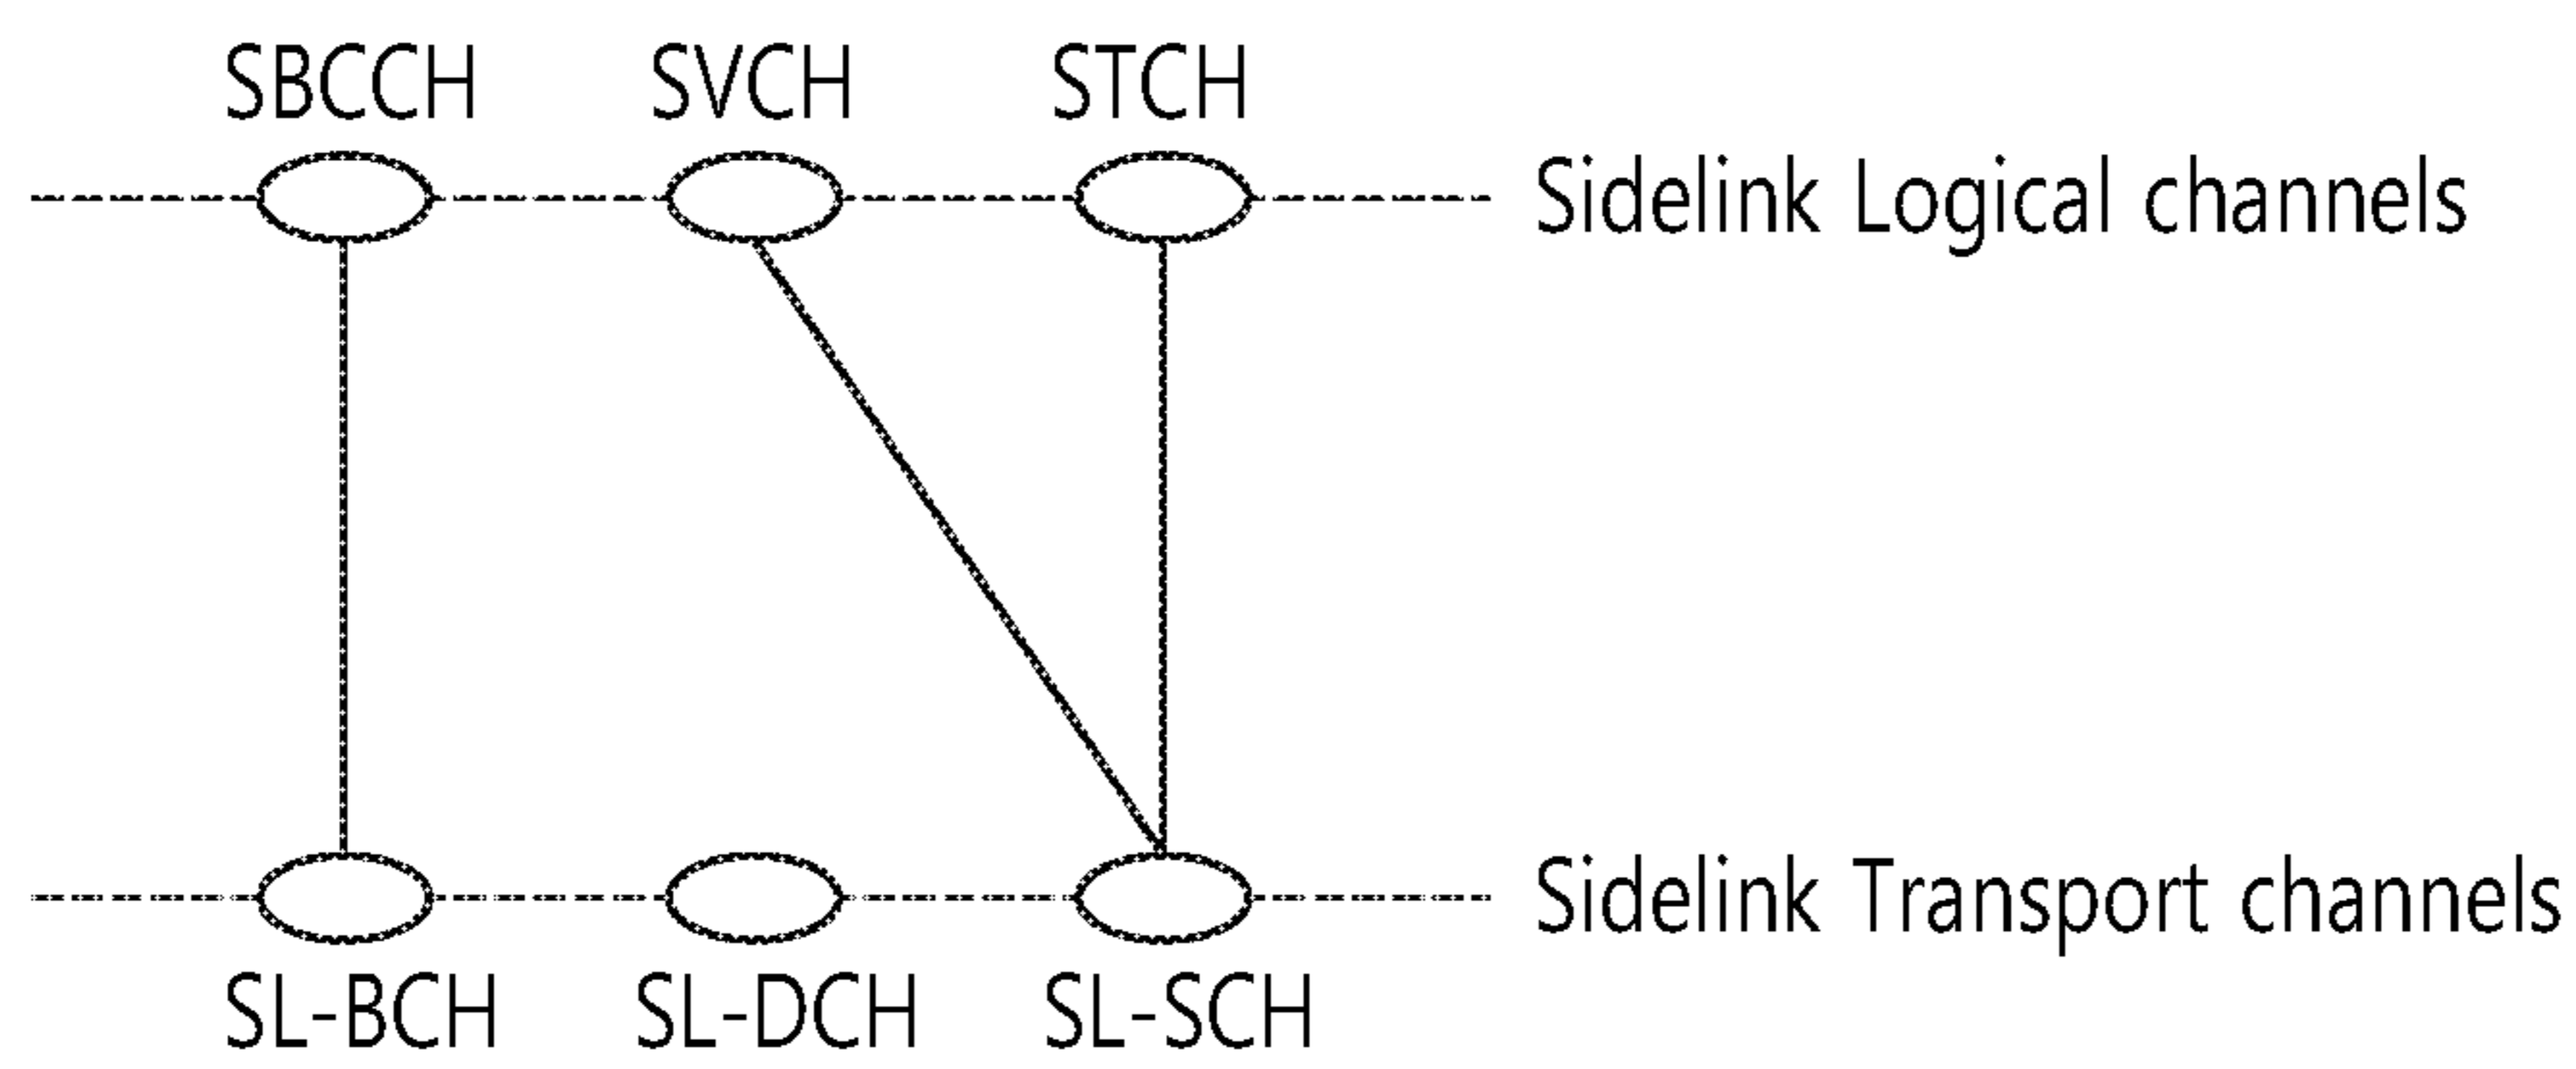 SBCCH SVCH STCH
Sidelink Logical channels
Sidelink Transport channels
SL-BCH SL-DCH SL-SCH